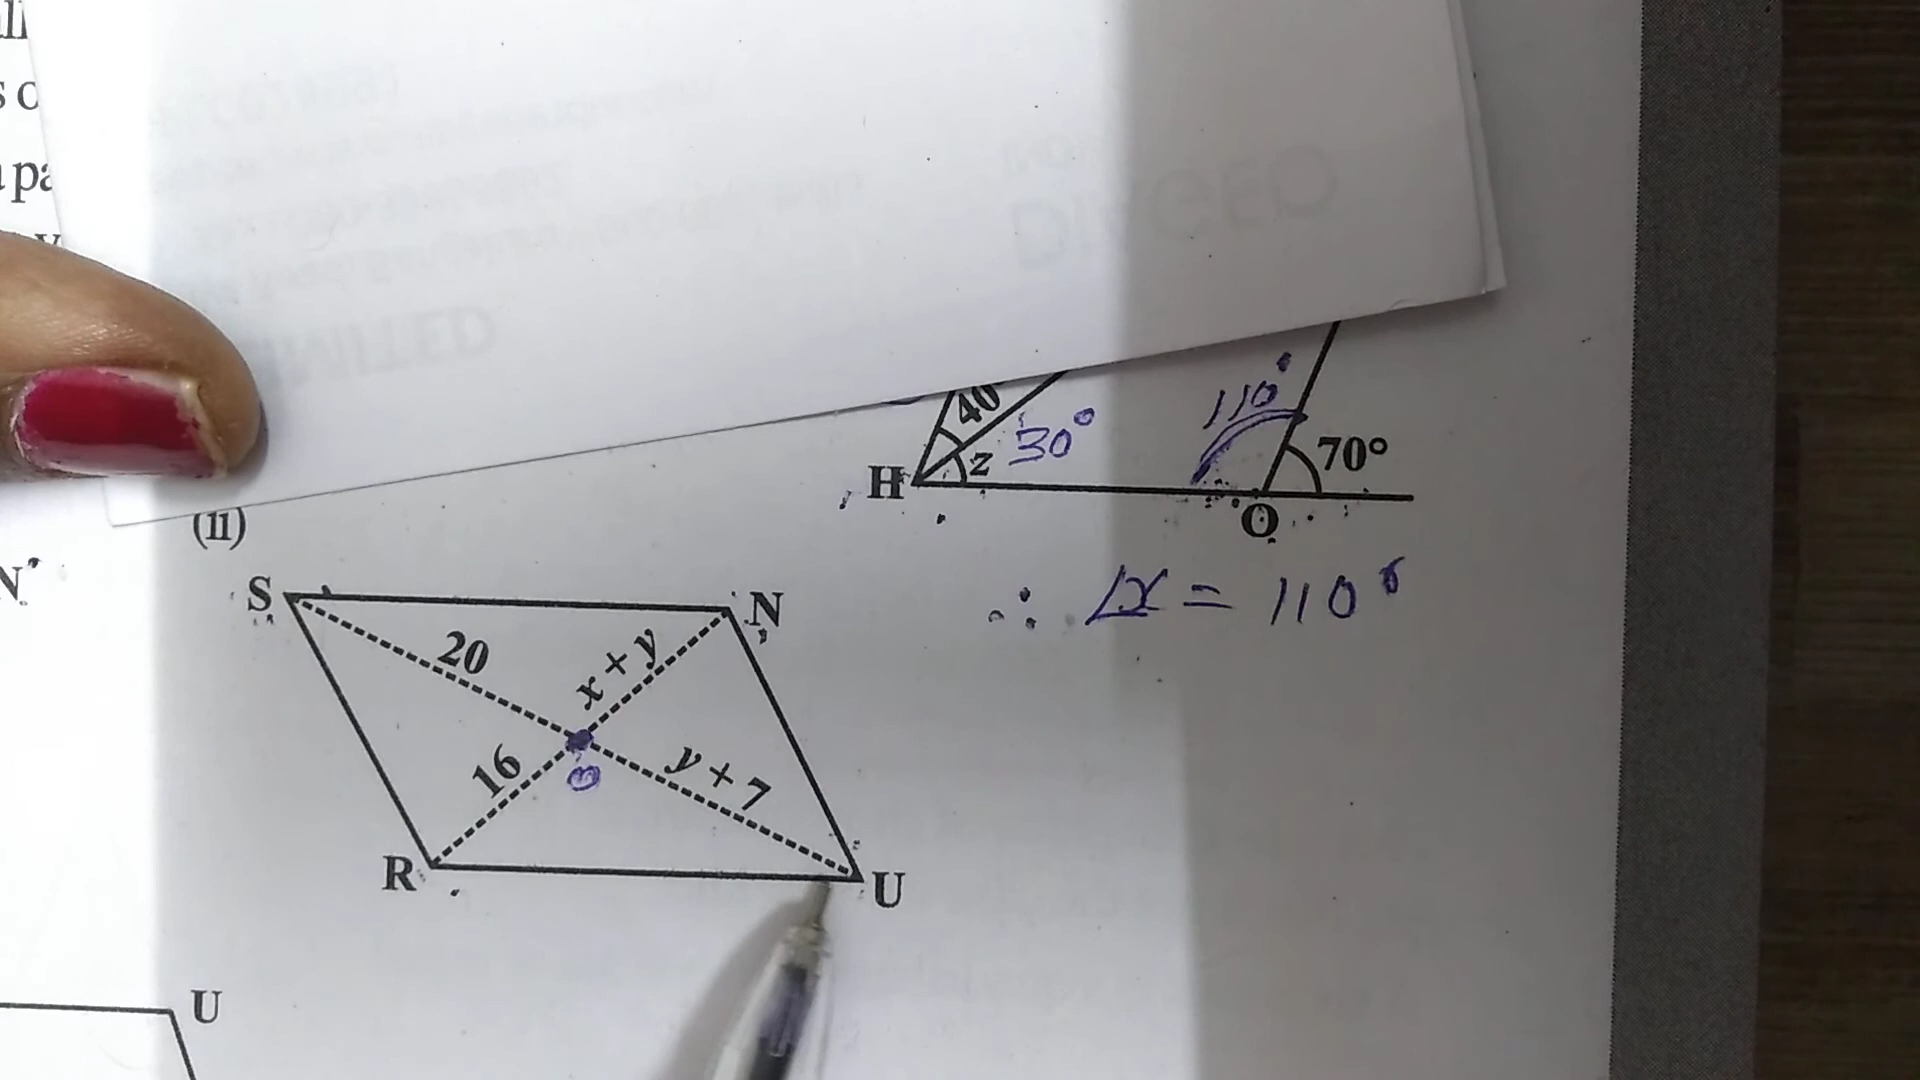 40
z 30°
110°
70°
H
O
(ii)
S
N
20
x + y
16
y + 7
R
U
∴ ∠x = 110°
N
U